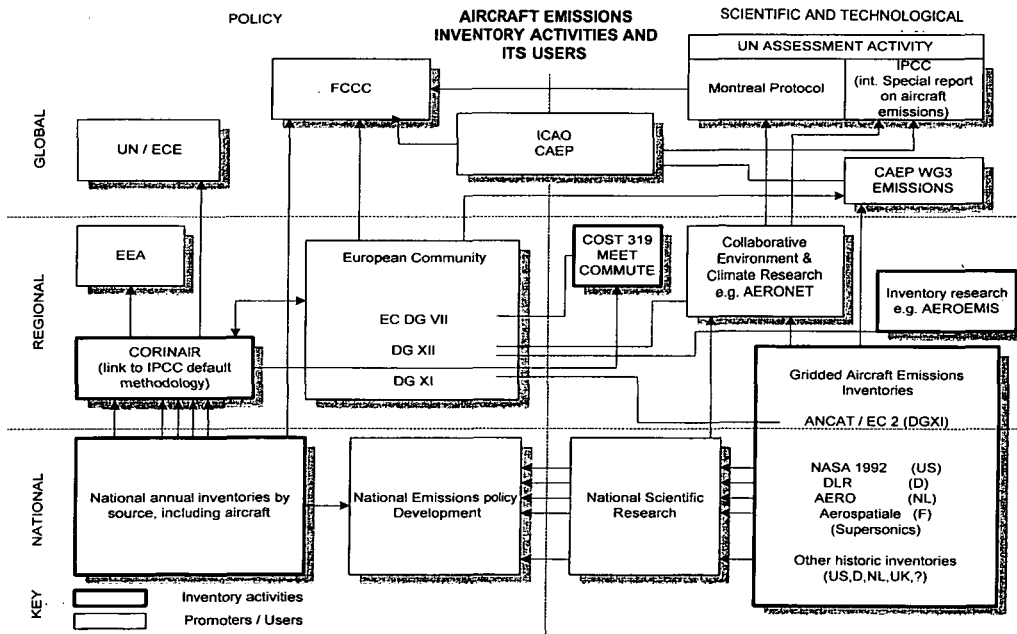 POLICY
AIRCRAFT EMISSIONS
INVENTORY ACTIVITIES AND
ITS USERS
SCIENTIFIC AND TECHNOLOGICAL
GLOBAL
FCCC
UN ASSESSMENT ACTIVITY
Montreal Protocol
IPCC
(int. Special report
on aircraft
emissions)
UN / ECE
ICAO
CAEP
CAEP WG3
EMISSIONS
REGIONAL
EEA
European Community
EC DG VII
DG XII
DG XI
COST 319
MEET
COMMUTE
Collaborative
Environment &
Climate Research
e.g. AERONET
Inventory research
e.g. AEROEMIS
CORINAIR
(link to IPCC default
methodology)
Gridded Aircraft Emissions
Inventories
ANCAT / EC 2 (DGXI)
NATIONAL
National annual inventories by
source, including aircraft
National Emissions policy
Development
National Scientific
Research
NASA 1992 (US)
DLR (D)
AERO (NL)
Aerospatiale (F)
(Supersonics)
Other historic inventories
(US,D,NL,UK,?)
KEY
Inventory activities
Promoters / Users